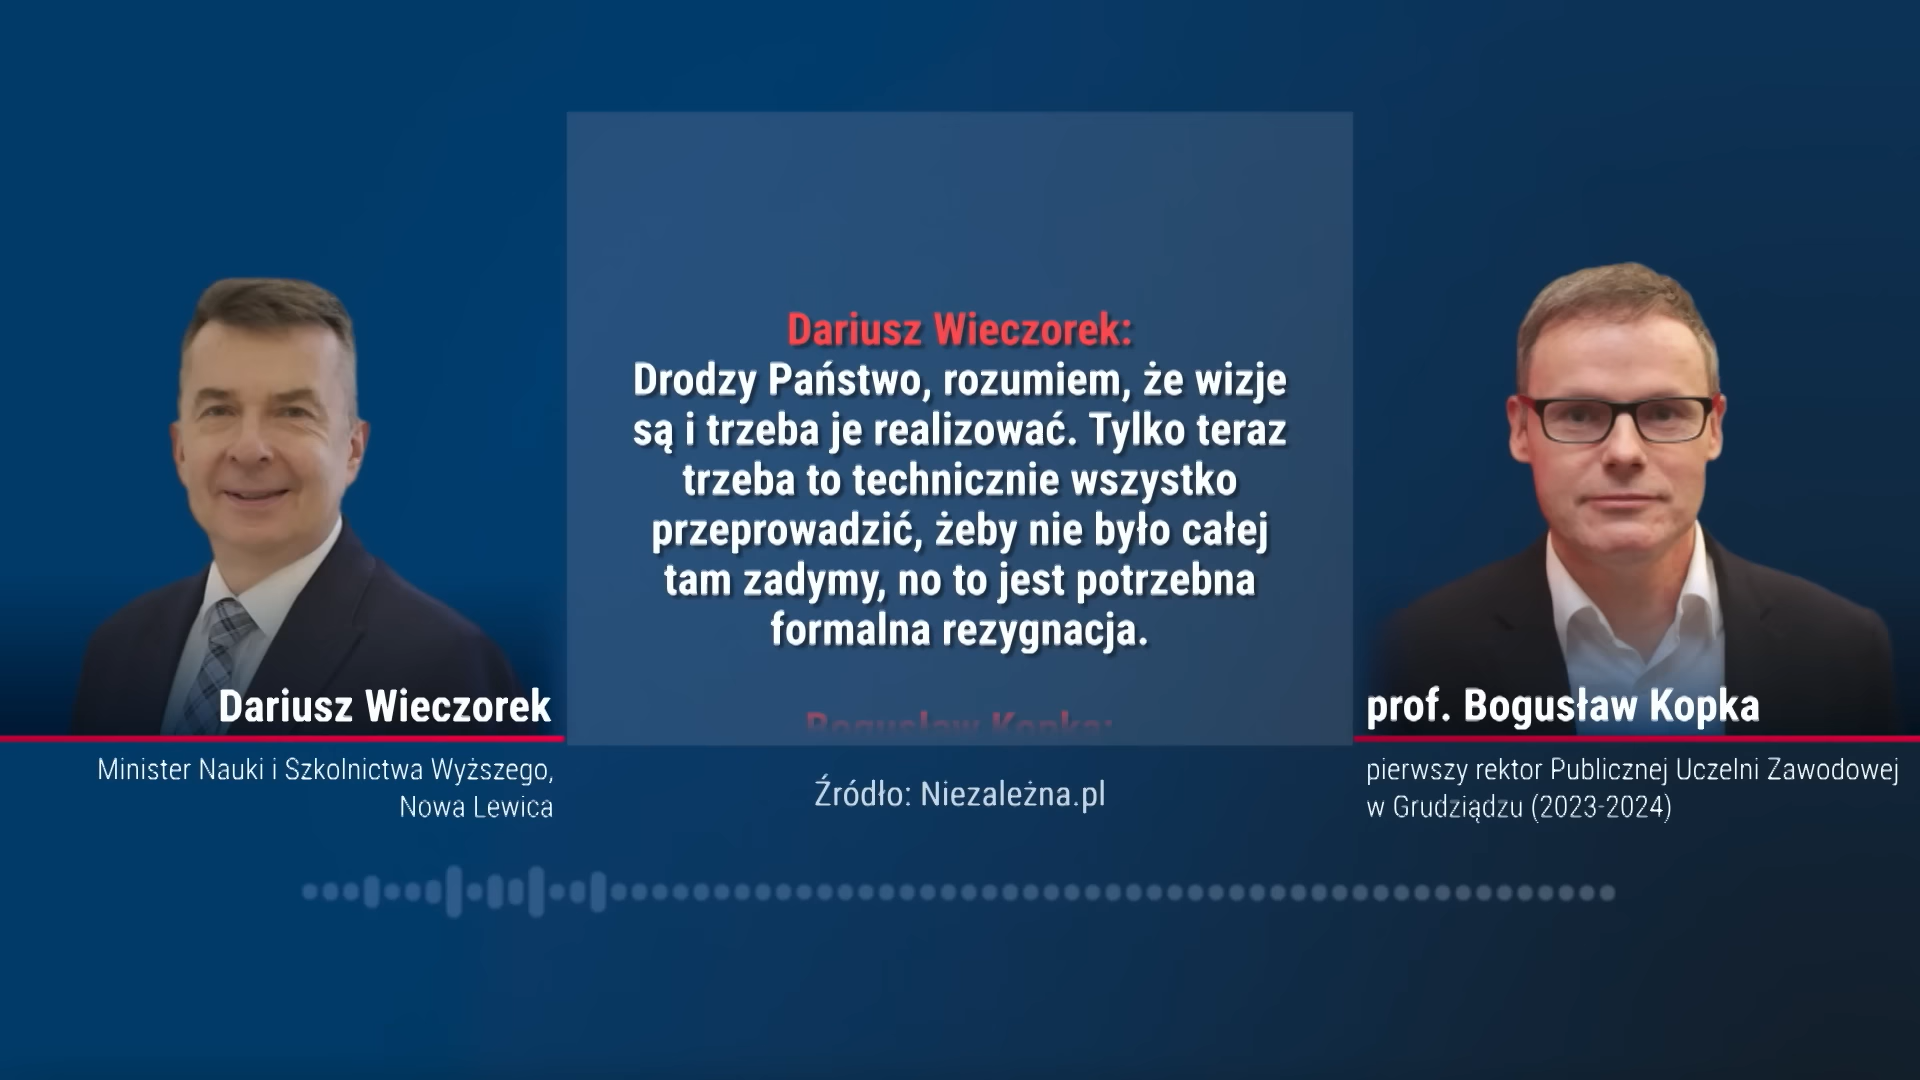 Dariusz Wieczorek:
Drodzy Państwo, rozumiem, że wizje
są i trzeba je realizować. Tylko teraz
trzeba to technicznie wszystko
przeprowadzić, żeby nie było całej
tam zadymy, no to jest potrzebna
formalna rezygnacja.
Bogusław Kopka:
Źródło: Niezależna.pl
Dariusz Wieczorek
Minister Nauki i Szkolnictwa Wyższego,
Nowa Lewica
prof. Bogusław Kopka
pierwszy rektor Publicznej Uczelni Zawodowej
w Grudziądzu (2023-2024)